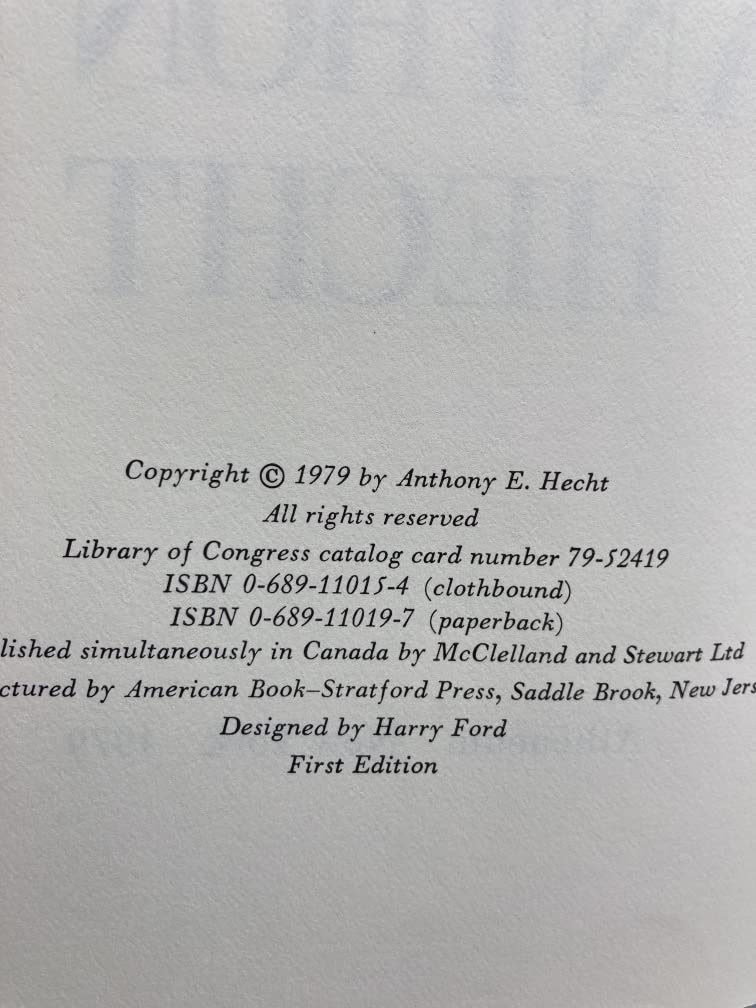 Copyright © 1979 by Anthony E. Hecht
All rights reserved
Library of Congress catalog card number 79-52419
ISBN 0-689-11015-4 (clothbound)
ISBN 0-689-11019-7 (paperback)
lished simultaneously in Canada by McClelland and Stewart Ltd
ctured by American Book–Stratford Press, Saddle Brook, New Jers
Designed by Harry Ford
First Edition